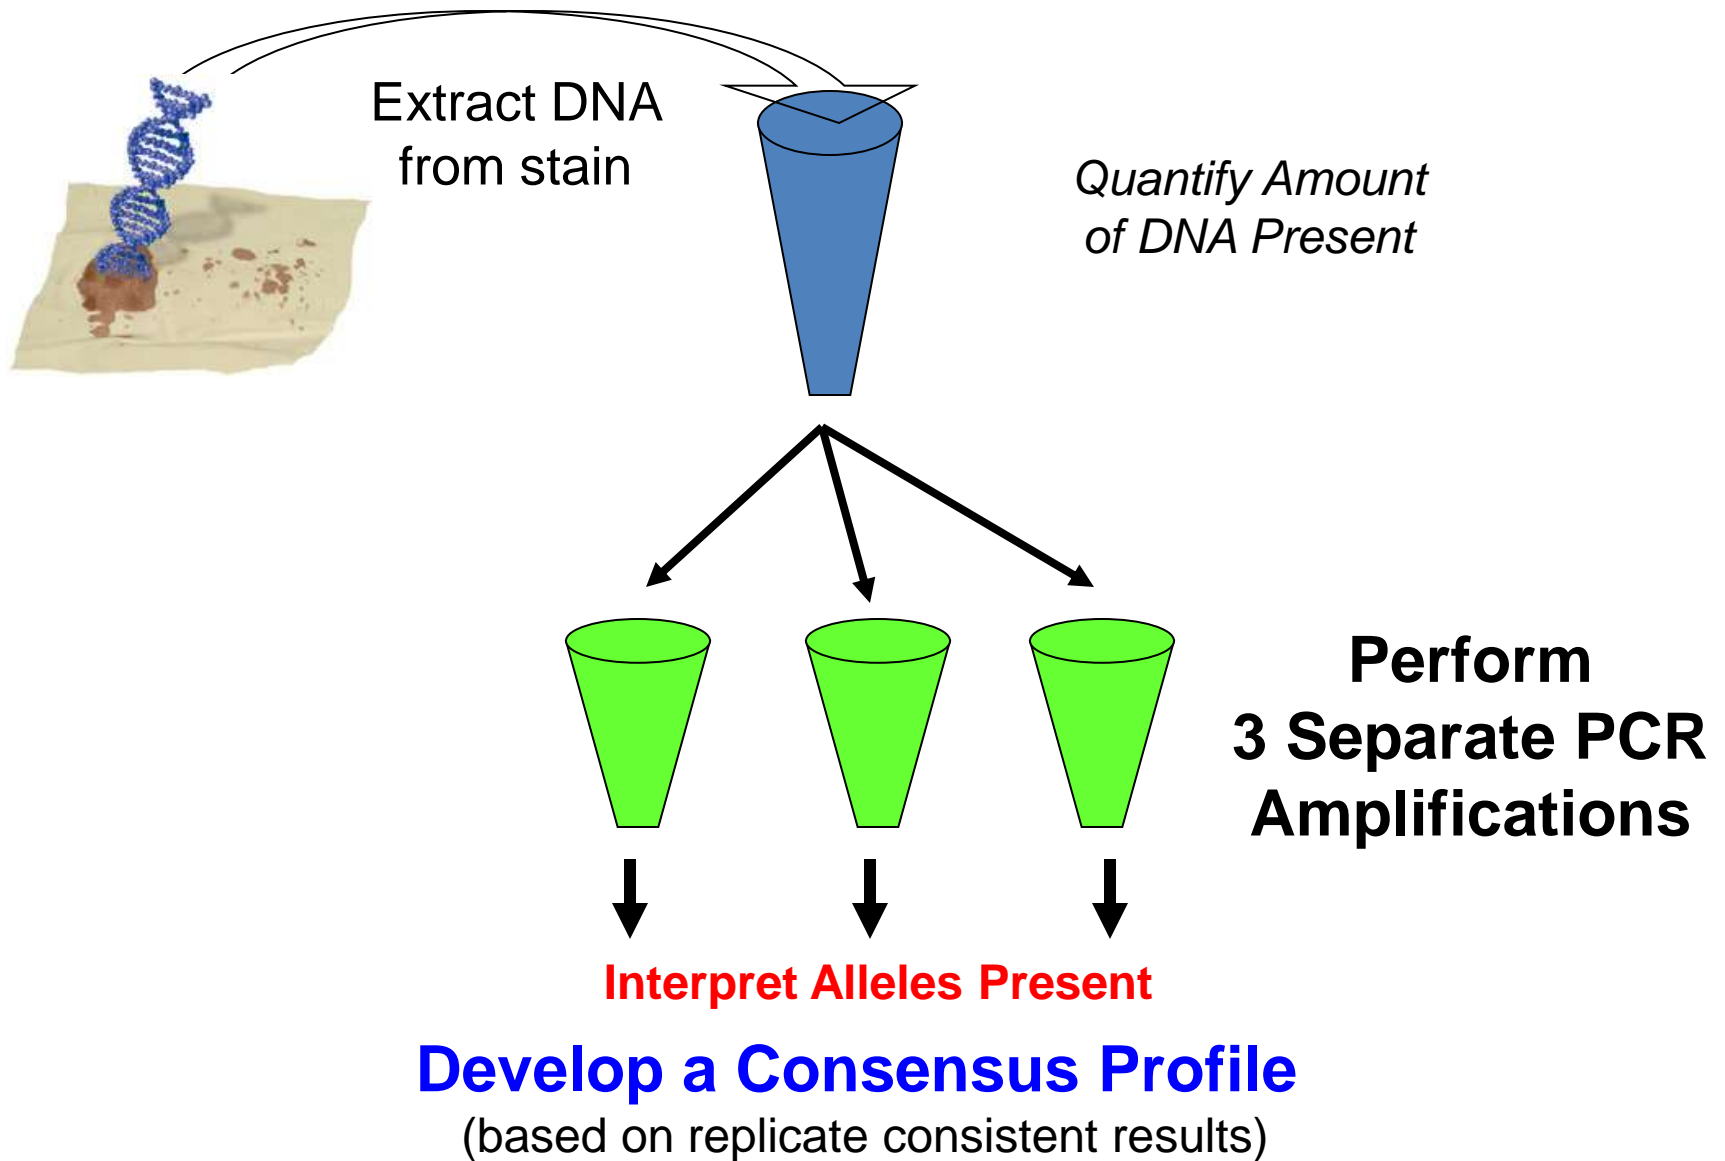 Extract DNA
from stain
Quantify Amount
of DNA Present
Perform
3 Separate PCR
Amplifications
Interpret Alleles Present
Develop a Consensus Profile
(based on replicate consistent results)